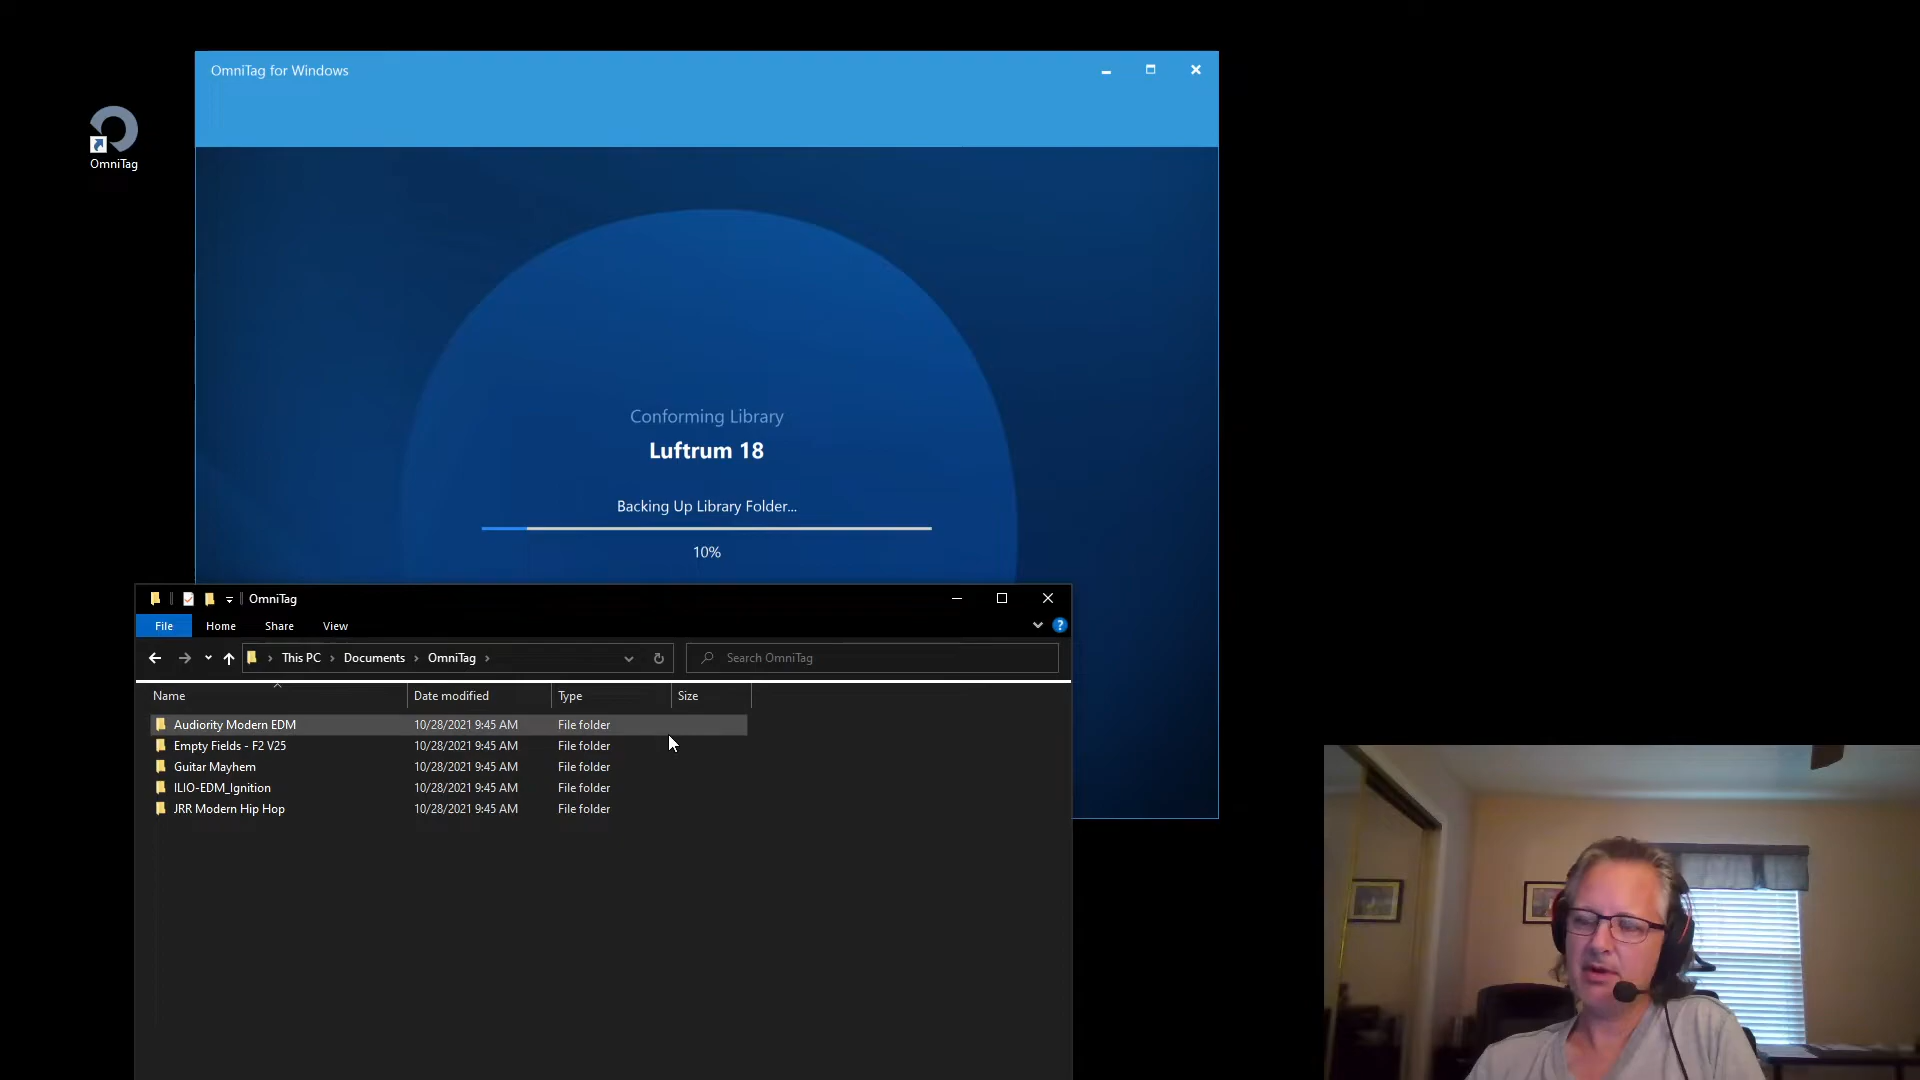 OmniTag for Windows
OmniTag
Conforming Library
Luftrum 18
Backing Up Library Folder...
10%
OmniTag
File Home Share View
This PC Documents OmniTag
Search OmniTag
Name Date modified Type Size
Audiority Modern EDM 10/28/2021 9:45 AM File folder
Empty Fields - F2 V25 10/28/2021 9:45 AM File folder
Guitar Mayhem 10/28/2021 9:45 AM File folder
ILIO-EDM_Ignition 10/28/2021 9:45 AM File folder
JRR Modern Hip Hop 10/28/2021 9:45 AM File folder